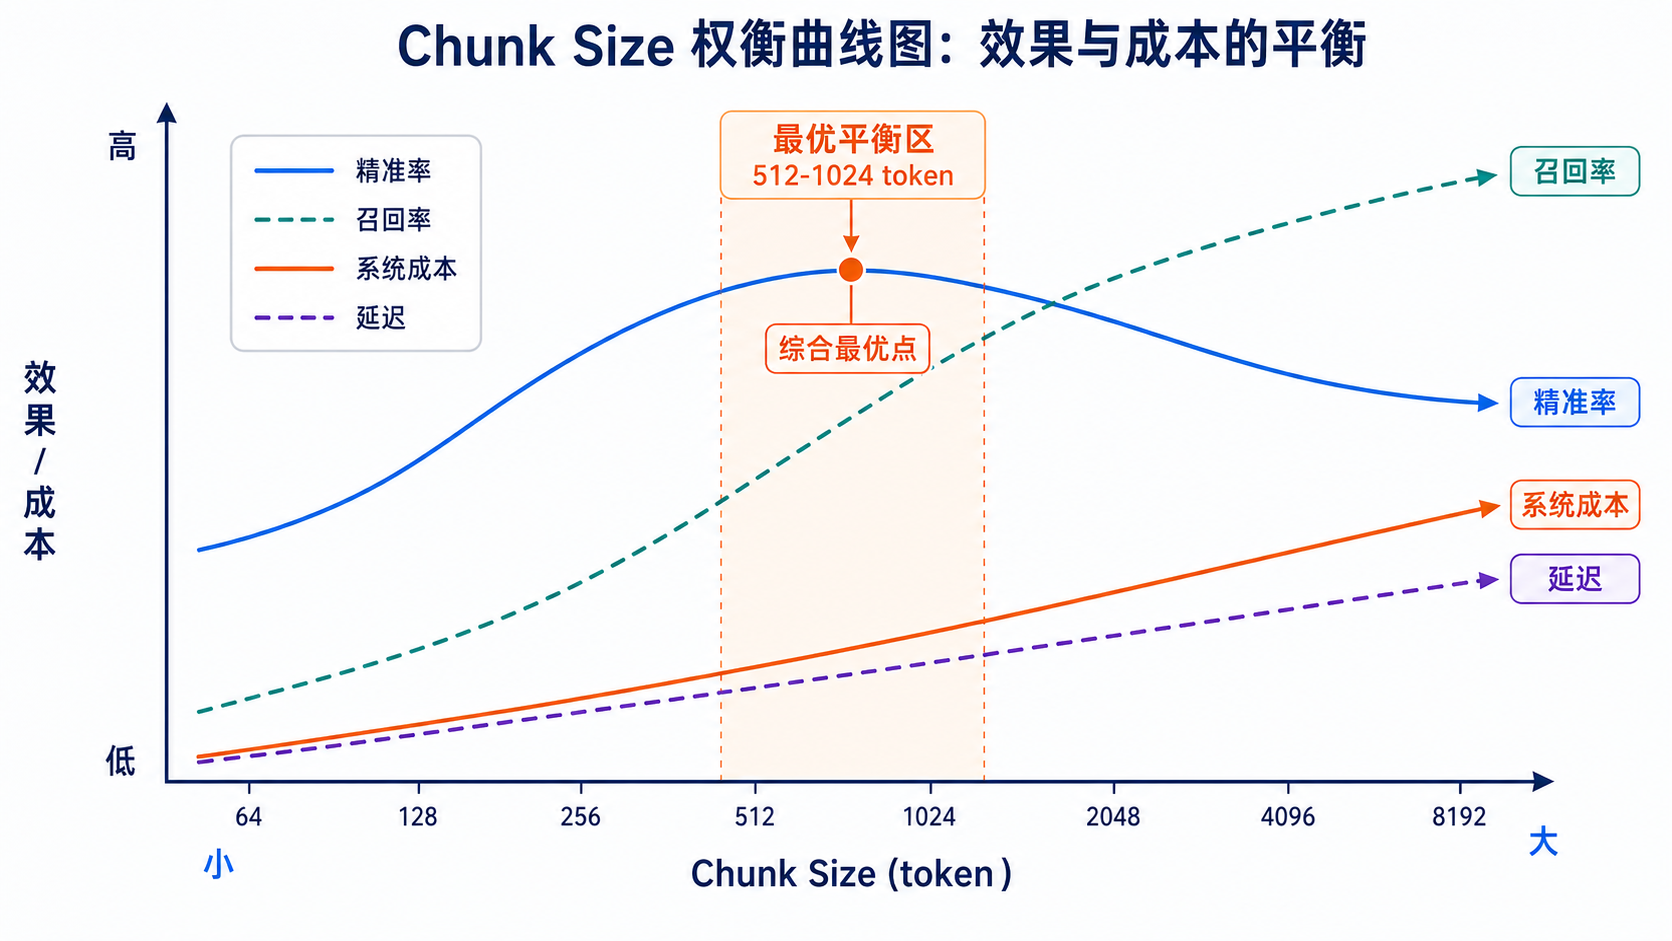 Chunk Size 权衡曲线图：效果与成本的平衡
高
精准率
召回率
系统成本
延迟
最优平衡区
512-1024 token
综合最优点
召回率
精准率
系统成本
延迟
效果/成本
低
64 128 256 512 1024 2048 4096 8192
小
大
Chunk Size (token)